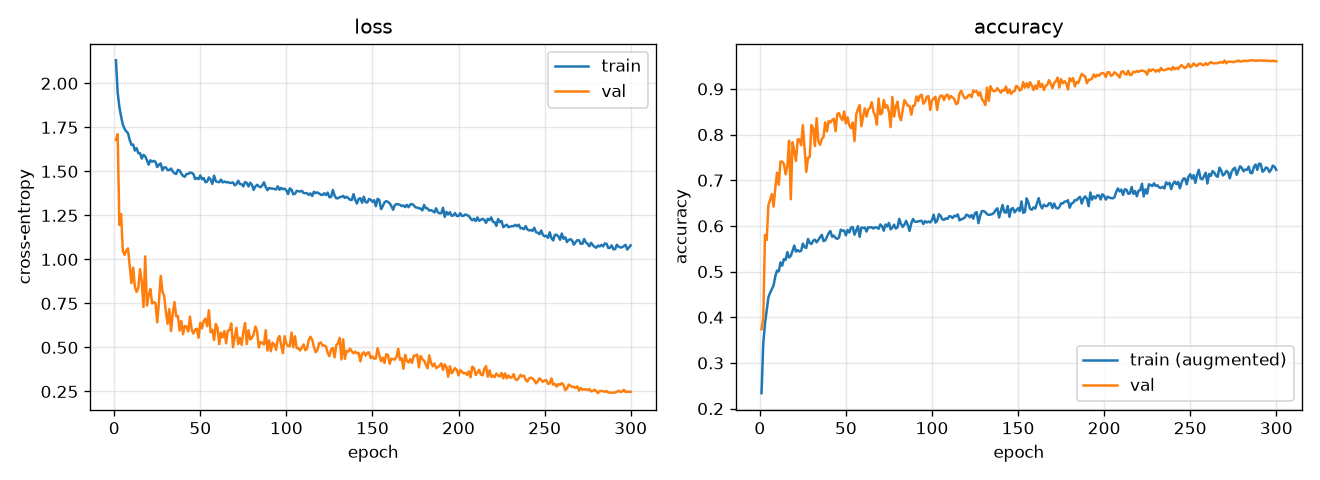 loss
2.00
1.75
1.50
1.25
1.00
0.75
0.50
0.25
cross-entropy
0 50 100 150 200 250 300
epoch
train
val
accuracy
0.9
0.8
0.7
0.6
0.5
0.4
0.3
0.2
accuracy
0 50 100 150 200 250 300
epoch
train (augmented)
val